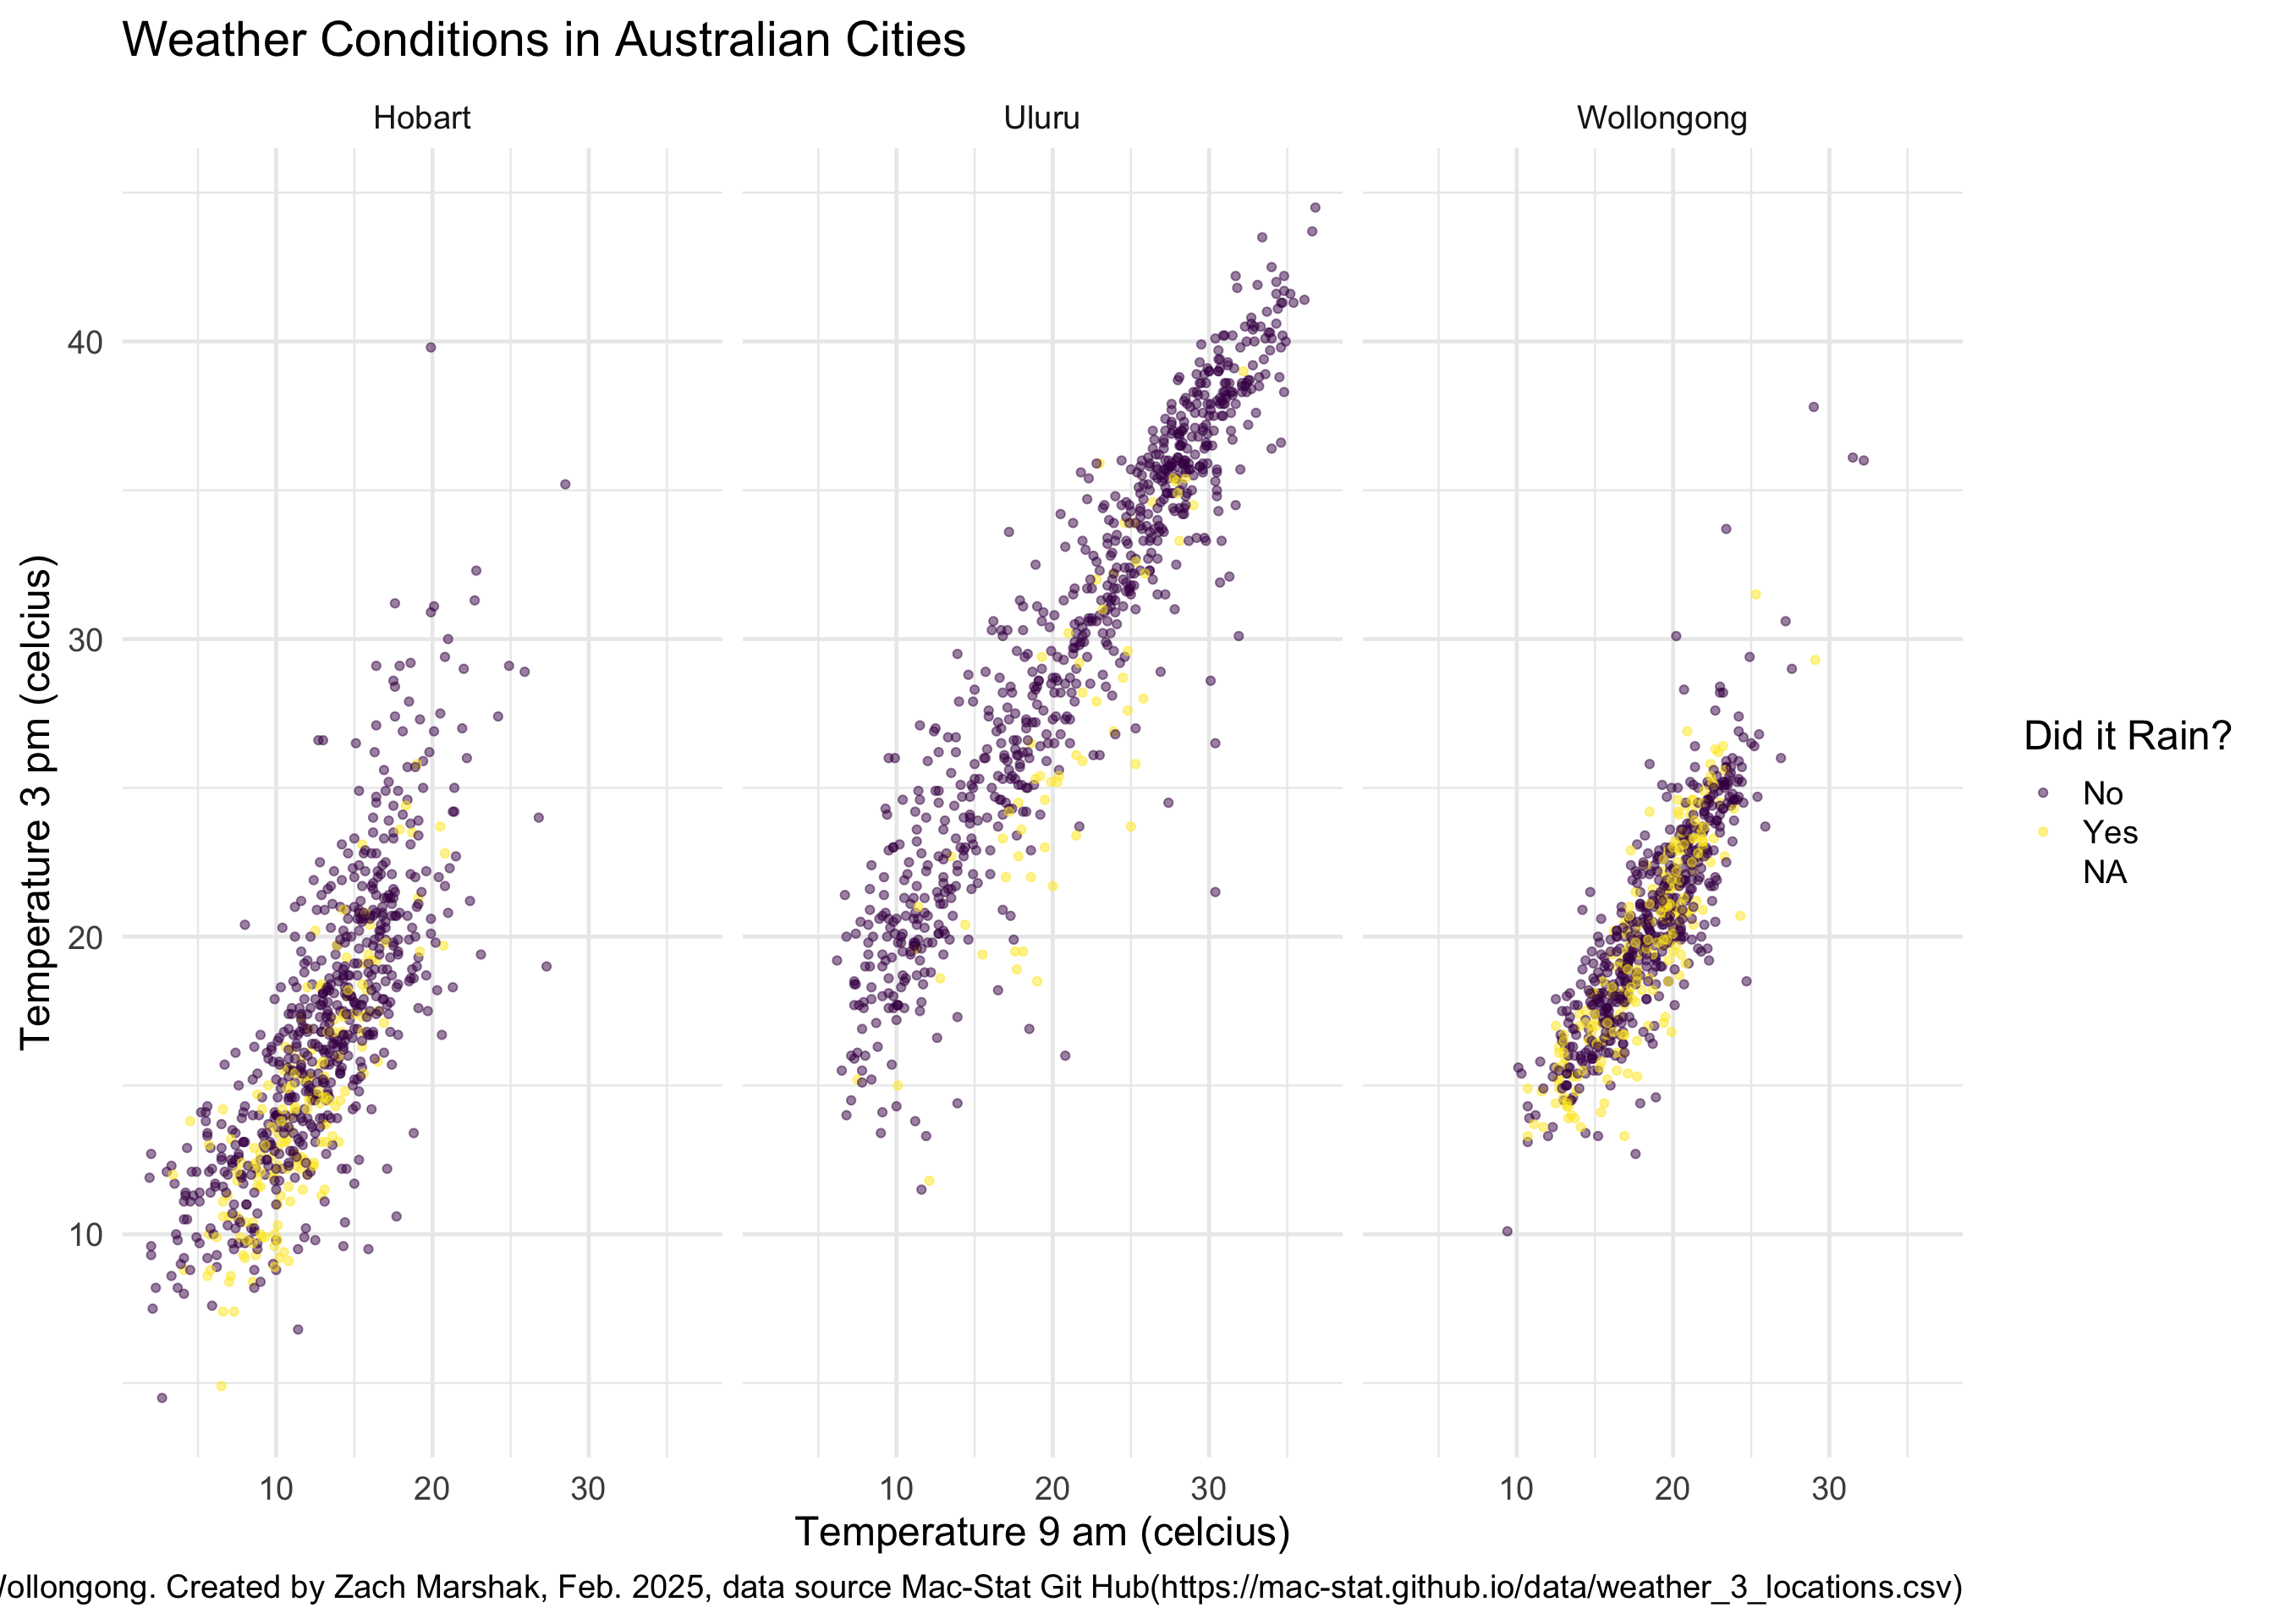 Weather Conditions in Australian Cities
Hobart Uluru Wollongong
40
30
20
10
Temperature 3 pm (celcius)
Did it Rain?
No
Yes
NA
10 20 30 10 20 30 10 20 30
Temperature 9 am (celcius)
ollongong. Created by Zach Marshak, Feb. 2025, data source Mac-Stat Git Hub(https://mac-stat.github.io/data/weather_3_locations.csv)